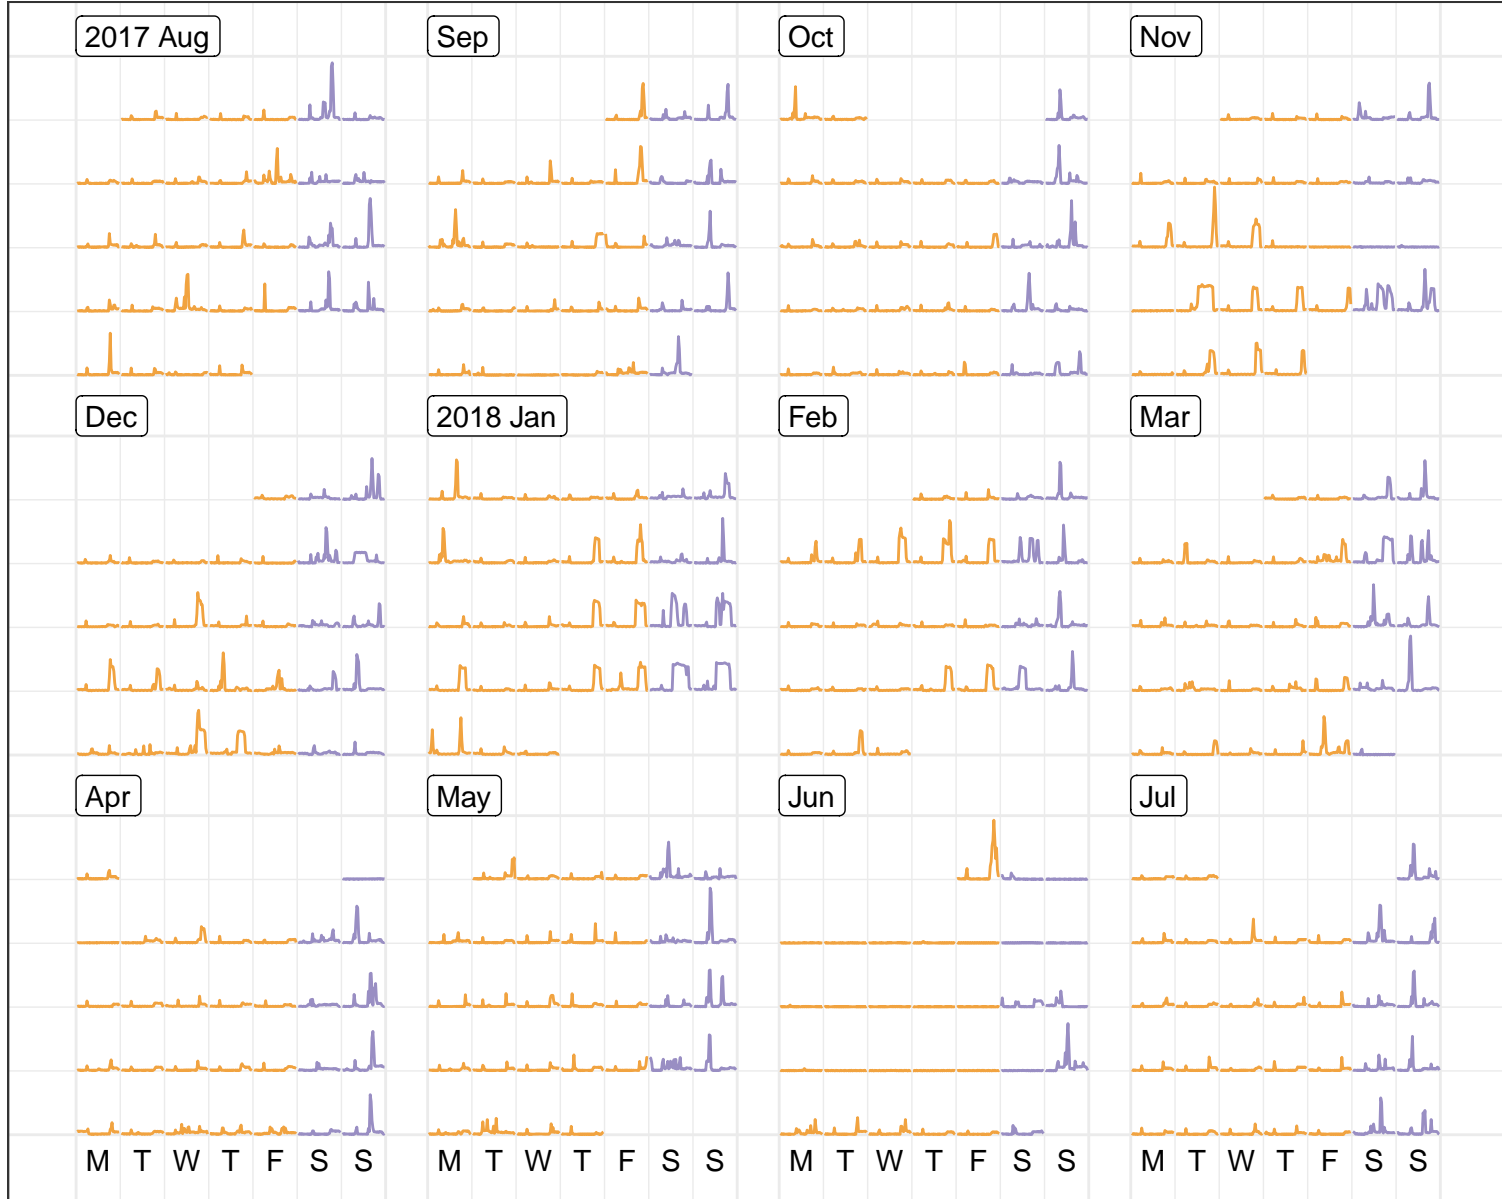 2017 Aug Sep Oct Nov
Dec 2018 Jan Feb Mar
Apr May Jun Jul
M T W T F S S M T W T F S S M T W T F S S M T W T F S S